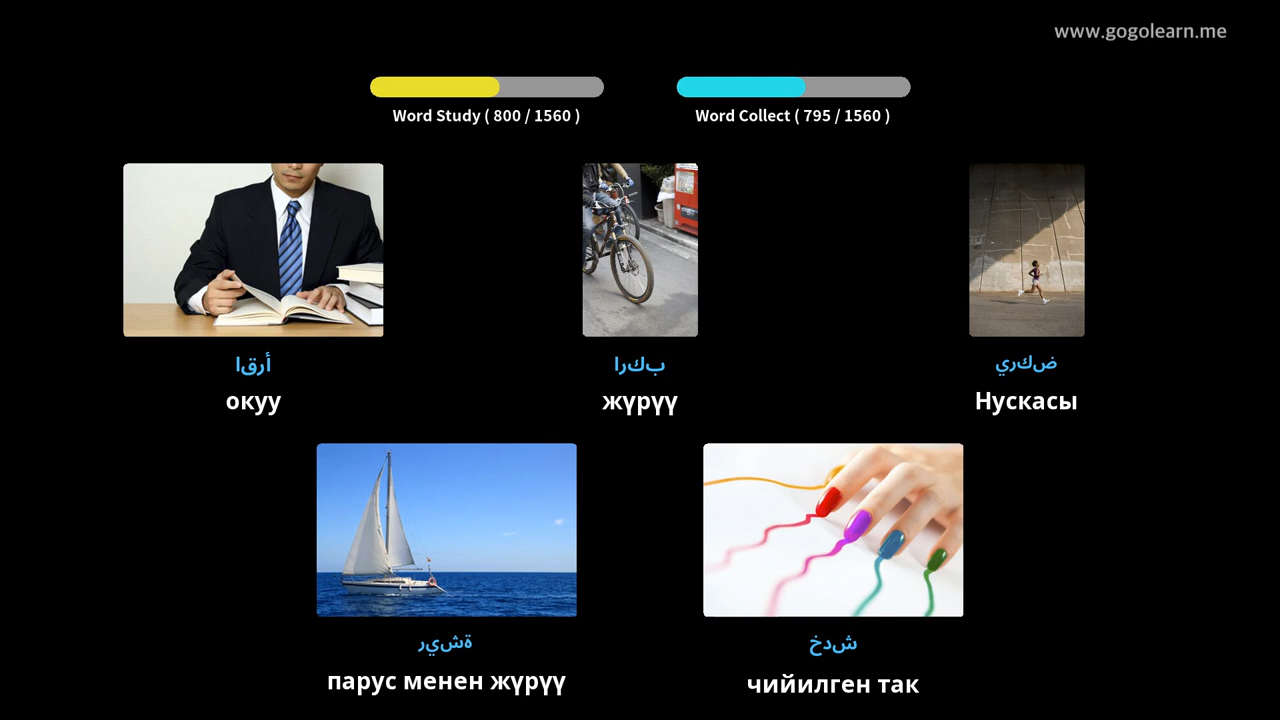 www.gogolearn.me
Word Study ( 800 / 1560 )
Word Collect ( 795 / 1560 )
أرقا
окуу
بكرا
жүрүү
ضكري
Нускасы
ةشير
парус менен жүрүү
شدخ
чийилген так